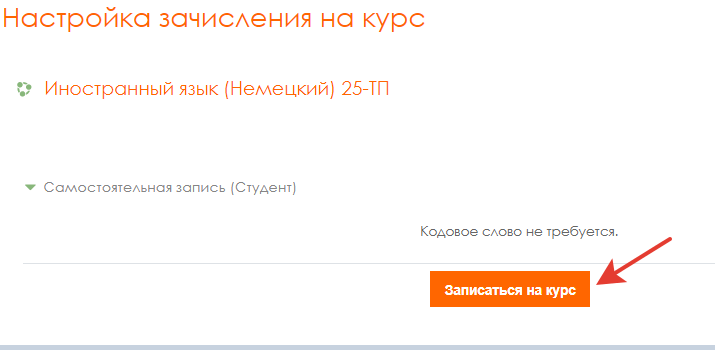 Настройка зачисления на курс
Иностранный язык (Немецкий) 25-ТП
Самостоятельная запись (Студент)
Кодовое слово не требуется.
Записаться на курс